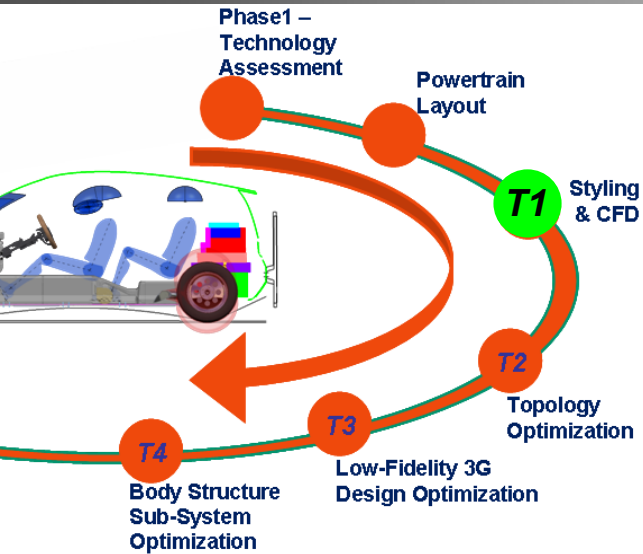 Phase1 –
Technology
Assessment
Powertrain
Layout
T1
Styling
& CFD
T2
Topology
Optimization
T3
Low-Fidelity 3G
Design Optimization
T4
Body Structure
Sub-System
Optimization